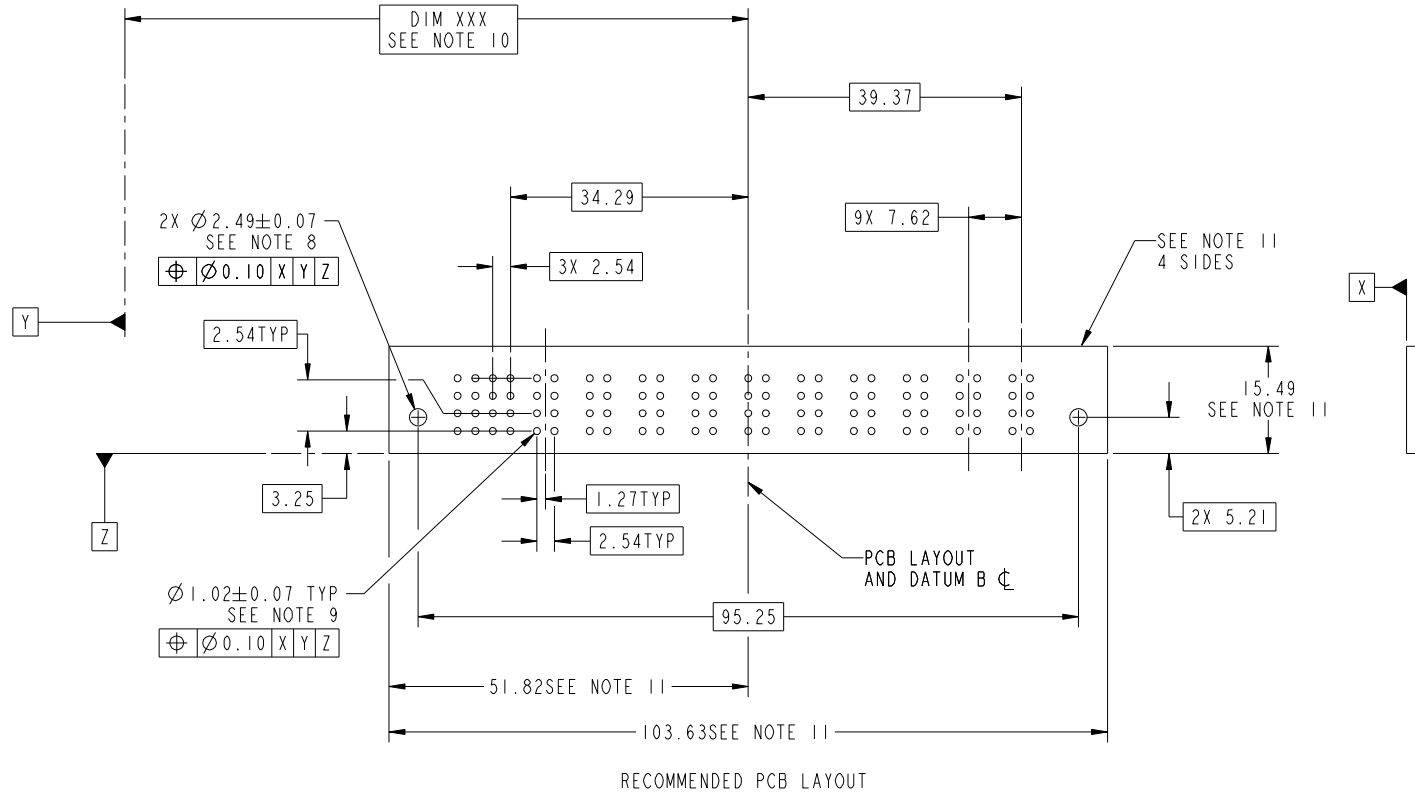 DIM XXX
SEE NOTE 10
39.37
34.29
9X 7.62
2X Ø2.49±0.07
SEE NOTE 8
⌖ Ø0.10 X Y Z
3X 2.54
SEE NOTE 11
4 SIDES
X
Y
2.54TYP
15.49
SEE NOTE 11
3.25
1.27TYP
2X 5.21
Z
2.54TYP
PCB LAYOUT
AND DATUM B ℄
Ø1.02±0.07 TYP
SEE NOTE 9
⌖ Ø0.10 X Y Z
95.25
51.82SEE NOTE 11
103.63SEE NOTE 11
RECOMMENDED PCB LAYOUT